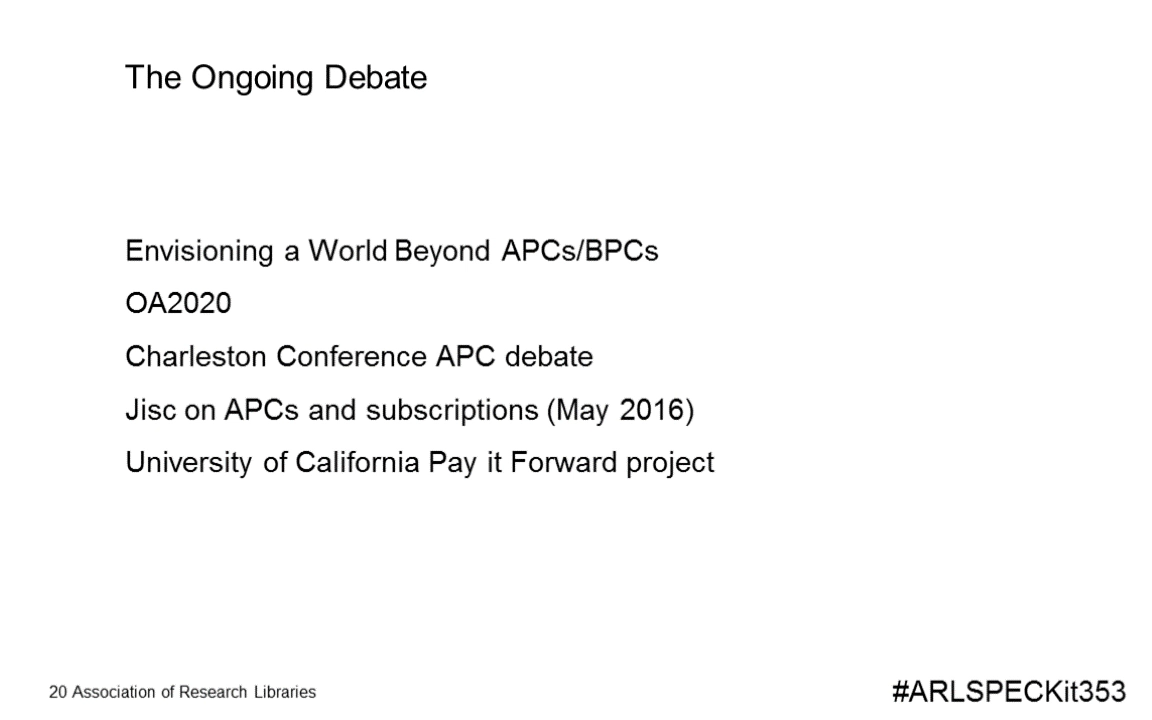 The Ongoing Debate
Envisioning a World Beyond APCs/BPCs
OA2020
Charleston Conference APC debate
Jisc on APCs and subscriptions (May 2016)
University of California Pay it Forward project
20 Association of Research Libraries
#ARLSPECKit353